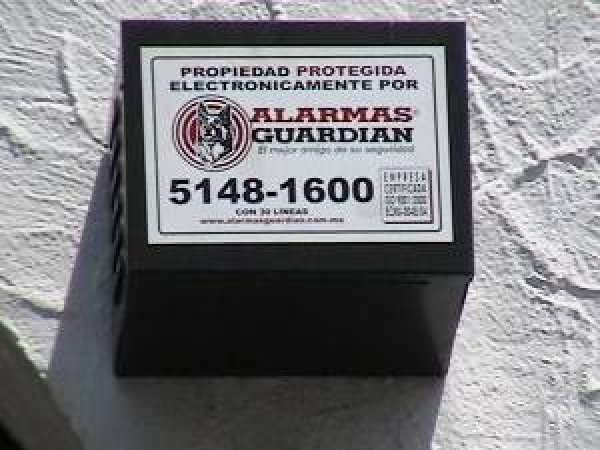 PROPIEDAD PROTEGIDA
ELECTRONICAMENTE POR
ALARMAS
GUARDIAN
El mejor amigo de su seguridad
5148-1600
CON 30 LINEAS
www.alarmasguardian.com.mx
EMPRESA
CERTIFICADA